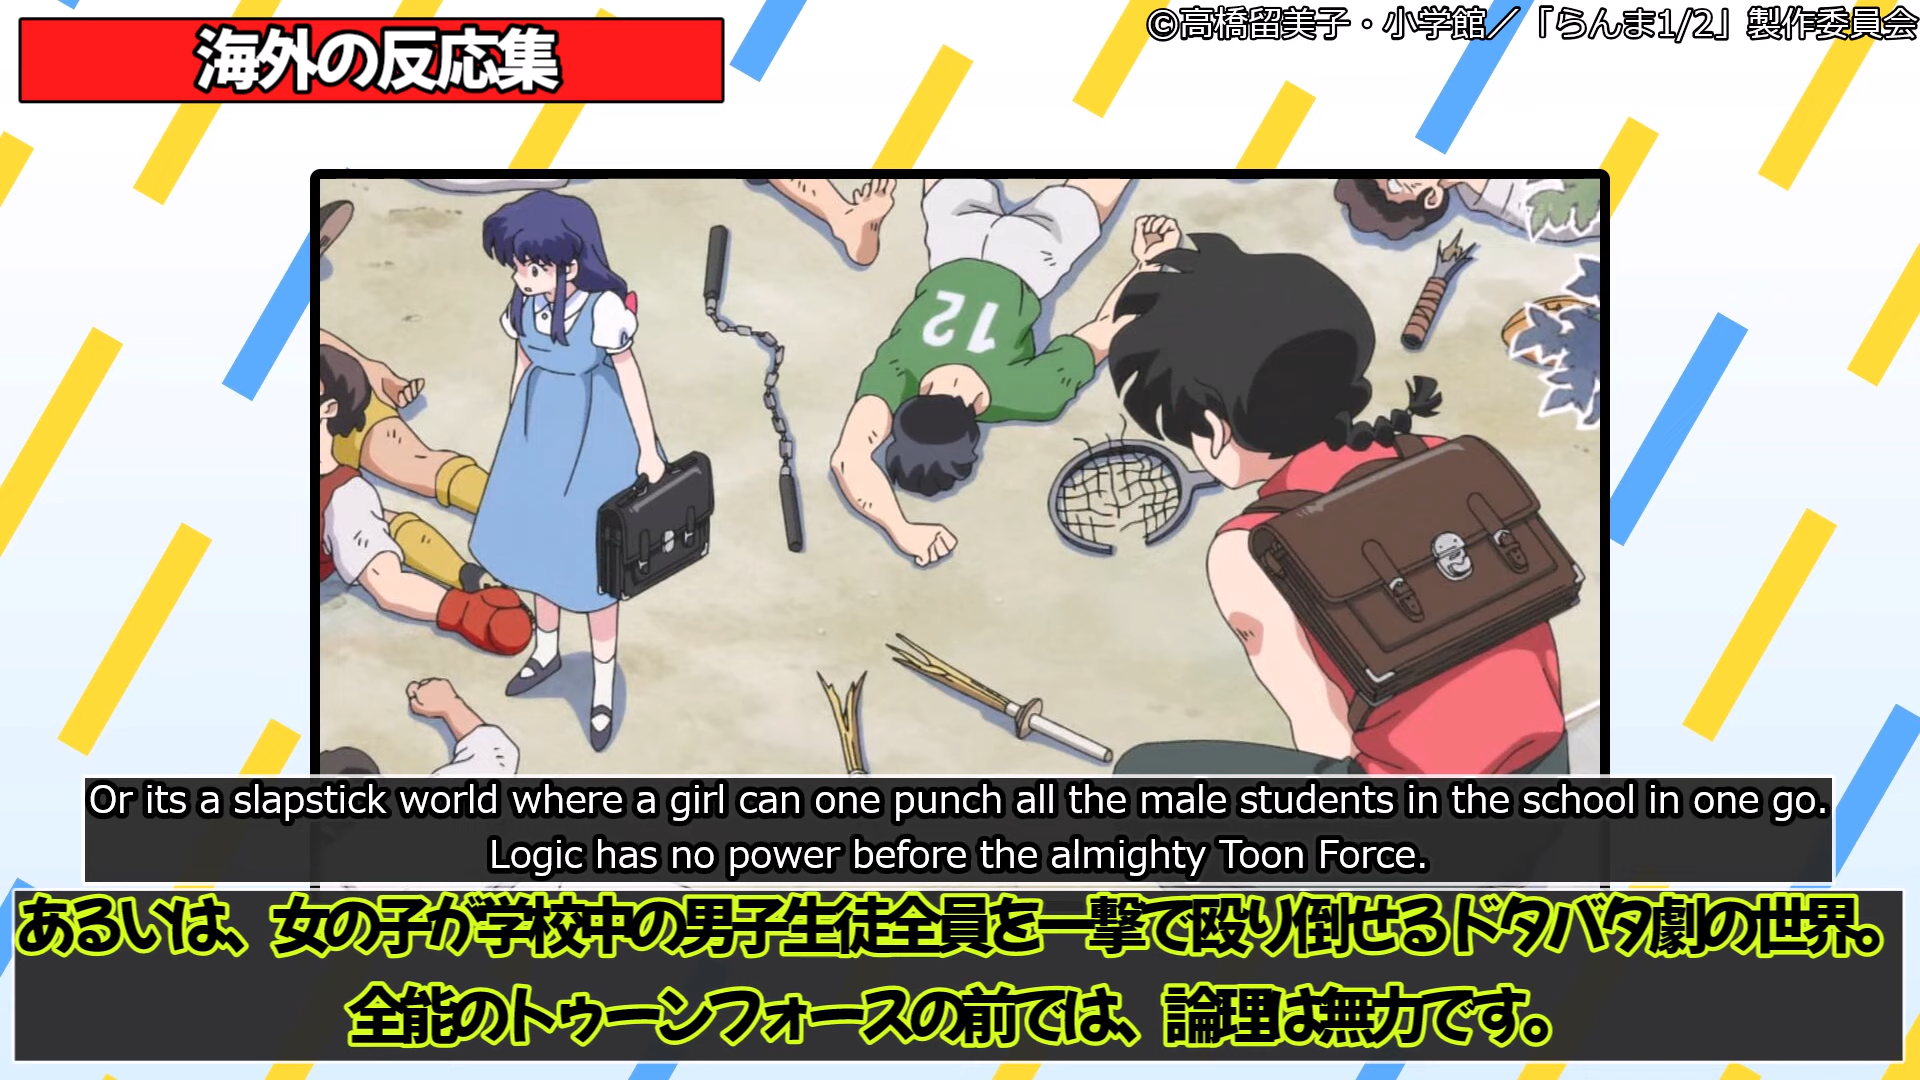 海外の反応集
©高橋留美子・小学館／「らんま1/2」製作委員会
12
Or its a slapstick world where a girl can one punch all the male students in the school in one go.
Logic has no power before the almighty Toon Force.
あるいは、女の子が学校中の男子生徒全員を一撃で殴り倒せるドタバタ劇の世界。
全能のトゥーンフォースの前では、論理は無力です。